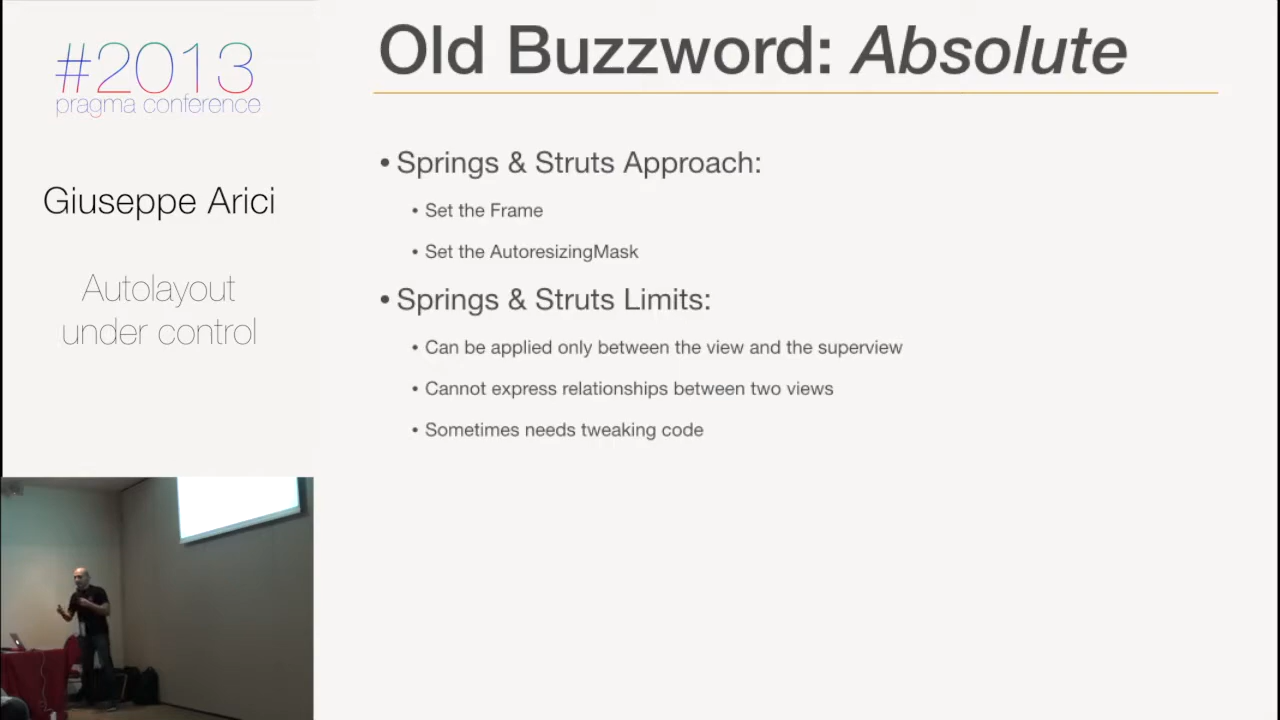 #2013
pragma conference
Giuseppe Arici
Autolayout
under control
Old Buzzword: Absolute
• Springs & Struts Approach:
• Set the Frame
• Set the AutoresizingMask
• Springs & Struts Limits:
• Can be applied only between the view and the superview
• Cannot express relationships between two views
• Sometimes needs tweaking code